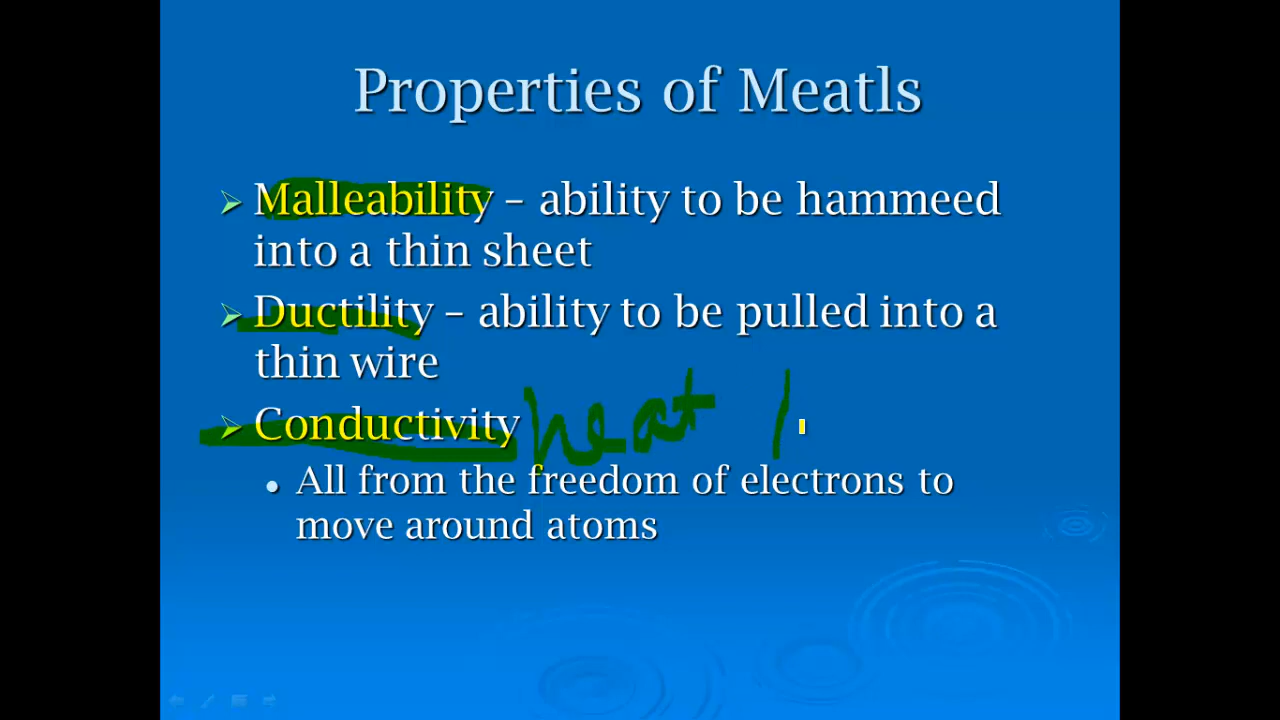 Properties of Meatls
Malleability – ability to be hammeed
into a thin sheet
Ductility – ability to be pulled into a
thin wire
Conductivity heat /
All from the freedom of electrons to
move around atoms